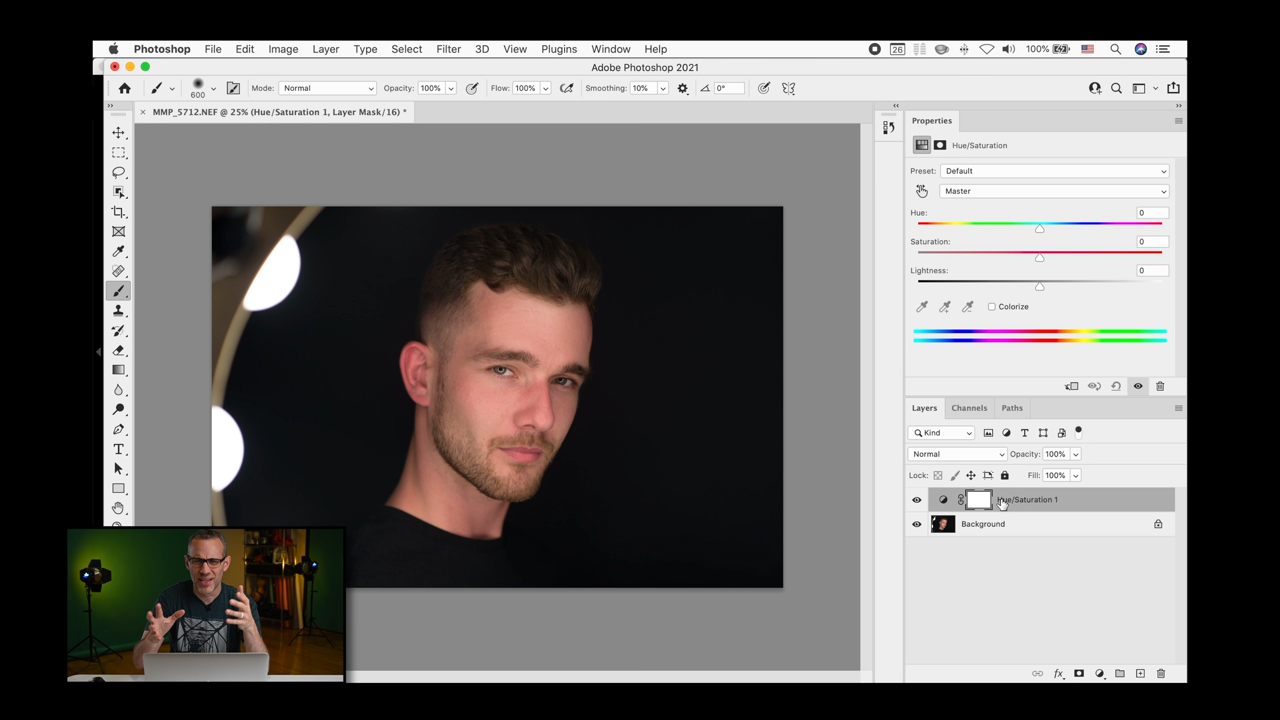 Photoshop File Edit Image Layer Type Select Filter 3D View Plugins Window Help 26 100%
Adobe Photoshop 2021
600 Mode: Normal Opacity: 100% Flow: 100% Smoothing: 10% 0°
× MMP_5712.NEF @ 25% (Hue/Saturation 1, Layer Mask/16) *
Properties
Hue/Saturation
Preset: Default
Master
Hue: 0
Saturation: 0
Lightness: 0
Colorize
Layers Channels Paths
Kind
Normal Opacity: 100%
Lock: Fill: 100%
Hue/Saturation 1
Background
fx